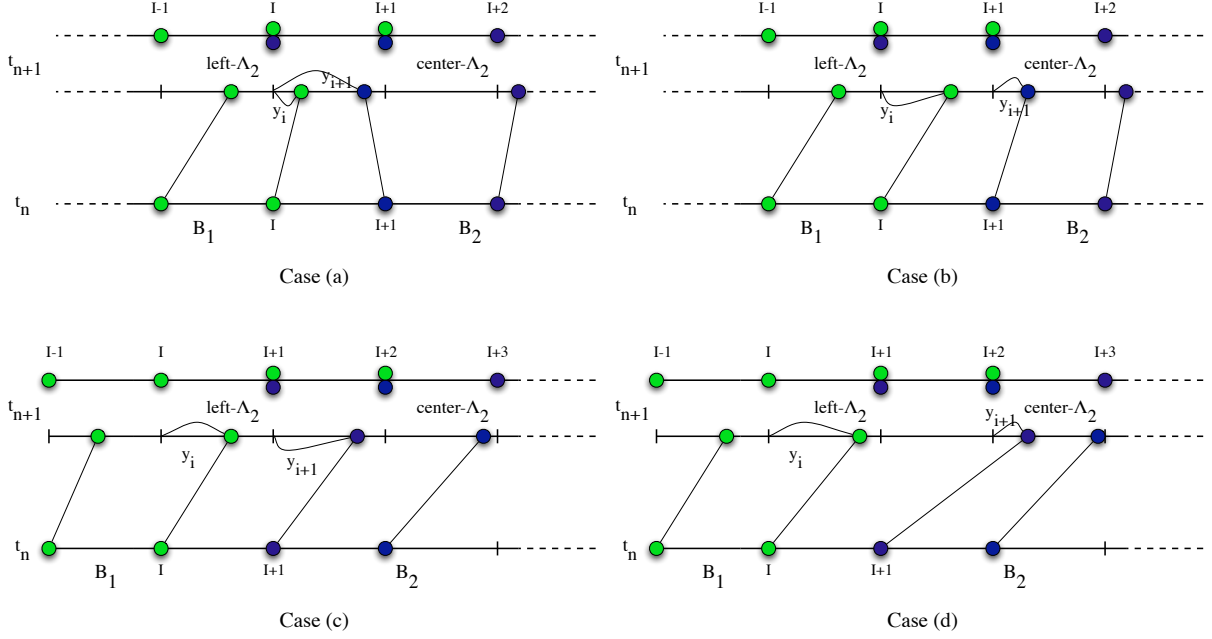 I-1 I I+1 I+2
t_{n+1}
left-Λ_2 center-Λ_2
y_i y_{i+1}
t_n
B_1 I I+1 B_2
Case (a)
I-1 I I+1 I+2
t_{n+1}
left-Λ_2 center-Λ_2
y_i y_{i+1}
t_n
B_1 I I+1 B_2
Case (b)
I-1 I I+1 I+2 I+3
t_{n+1}
left-Λ_2 center-Λ_2
y_i y_{i+1}
t_n
B_1 I I+1 B_2
Case (c)
I-1 I I+1 I+2 I+3
t_{n+1}
left-Λ_2 y_{i+1} center-Λ_2
y_i
t_n
B_1 I I+1 B_2
Case (d)